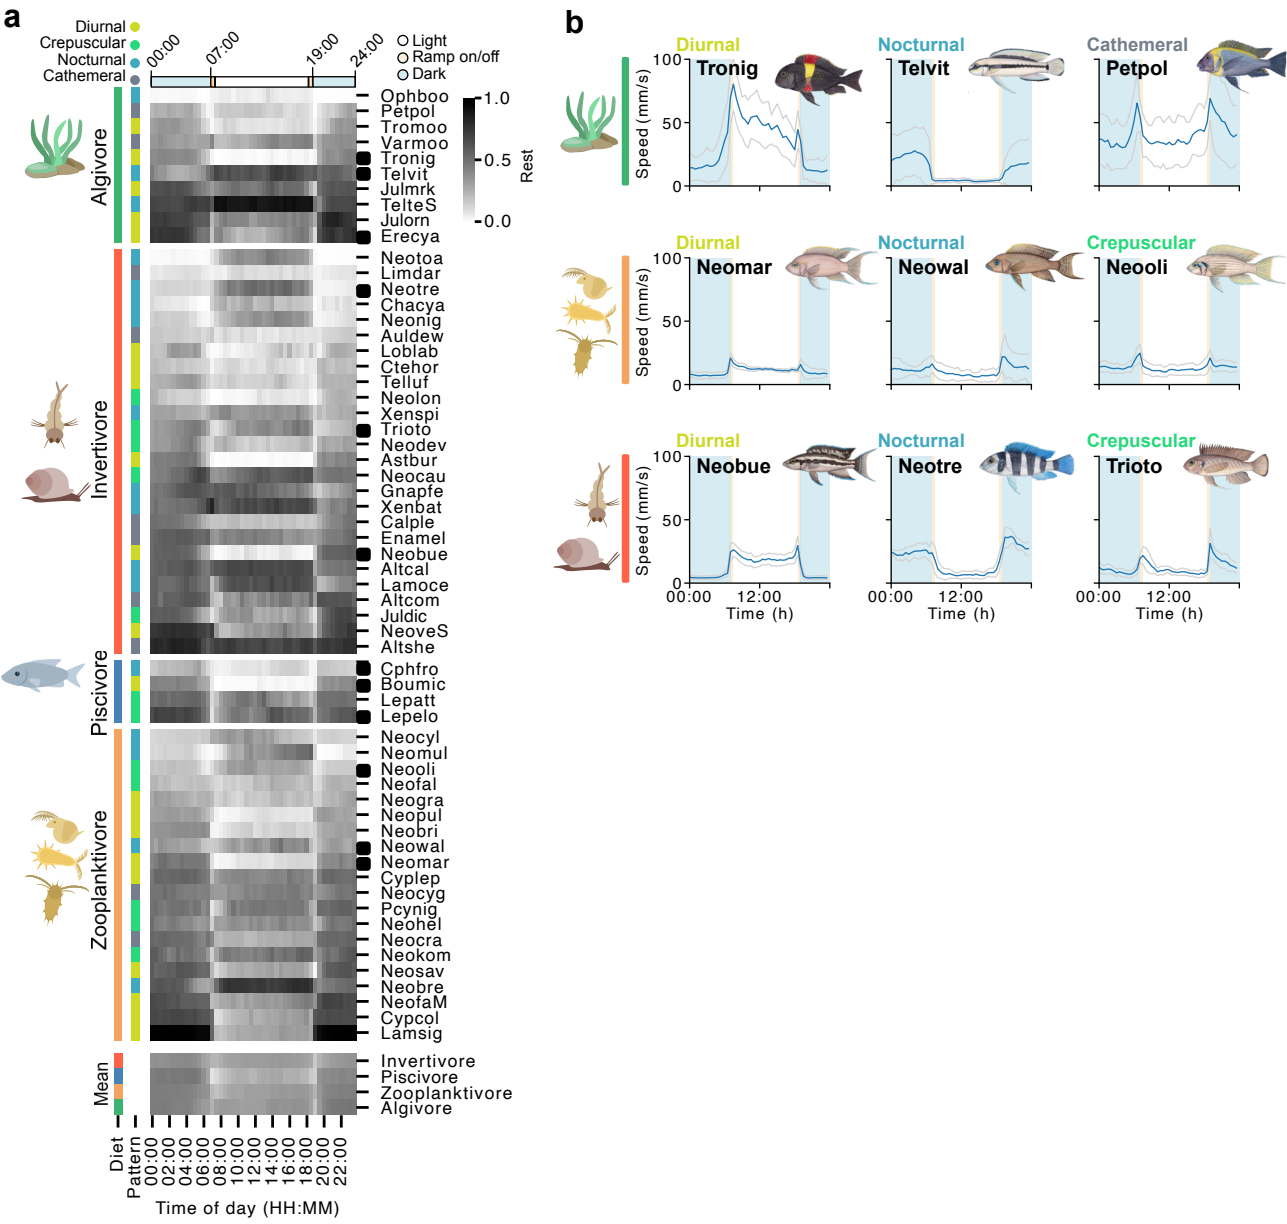 a
Diurnal
Crepuscular
Nocturnal
Cathemeral
00:00
07:00
19:00
24:00
Light
Ramp on/off
Dark
1.0
0.5
0.0
Rest
Algivore
Ophboo
Petpol
Tromoo
Varmoo
Tronig
Telvit
Julmrk
TelteS
Julorn
Erecya
Invertivore
Neotoa
Limdar
Neotre
Chacya
Neonig
Auldew
Loblab
Ctehor
Telluf
Neolon
Xenspi
Trioto
Neodev
Astbur
Neocau
Gnapfe
Xenbat
Calple
Enamel
Neobue
Altcal
Lamoce
Altcom
Juldic
NeoveS
Altshe
Piscivore
Cphfro
Boumic
Lepatt
Lepelo
Zooplanktivore
Neocyl
Neomul
Neooli
Neofal
Neogra
Neopul
Neobri
Neowal
Neomar
Cyplep
Neocyg
Pcynig
Neohel
Neocra
Neokom
Neosav
Neobre
NeofaM
Cypcol
Lamsig
Mean
Invertivore
Piscivore
Zooplanktivore
Algivore
Diet
Pattern
00:00
02:00
04:00
06:00
08:00
10:00
12:00
14:00
16:00
18:00
20:00
22:00
Time of day (HH:MM)
b
Diurnal
Tronig
Nocturnal
Telvit
Cathemeral
Petpol
100
50
0
Speed (mm/s)
Diurnal
Neomar
Nocturnal
Neowal
Crepuscular
Neooli
100
50
0
Speed (mm/s)
Diurnal
Neobue
Nocturnal
Neotre
Crepuscular
Trioto
100
50
0
Speed (mm/s)
00:00 12:00
00:00 12:00
00:00 12:00
Time (h)
Time (h)
Time (h)